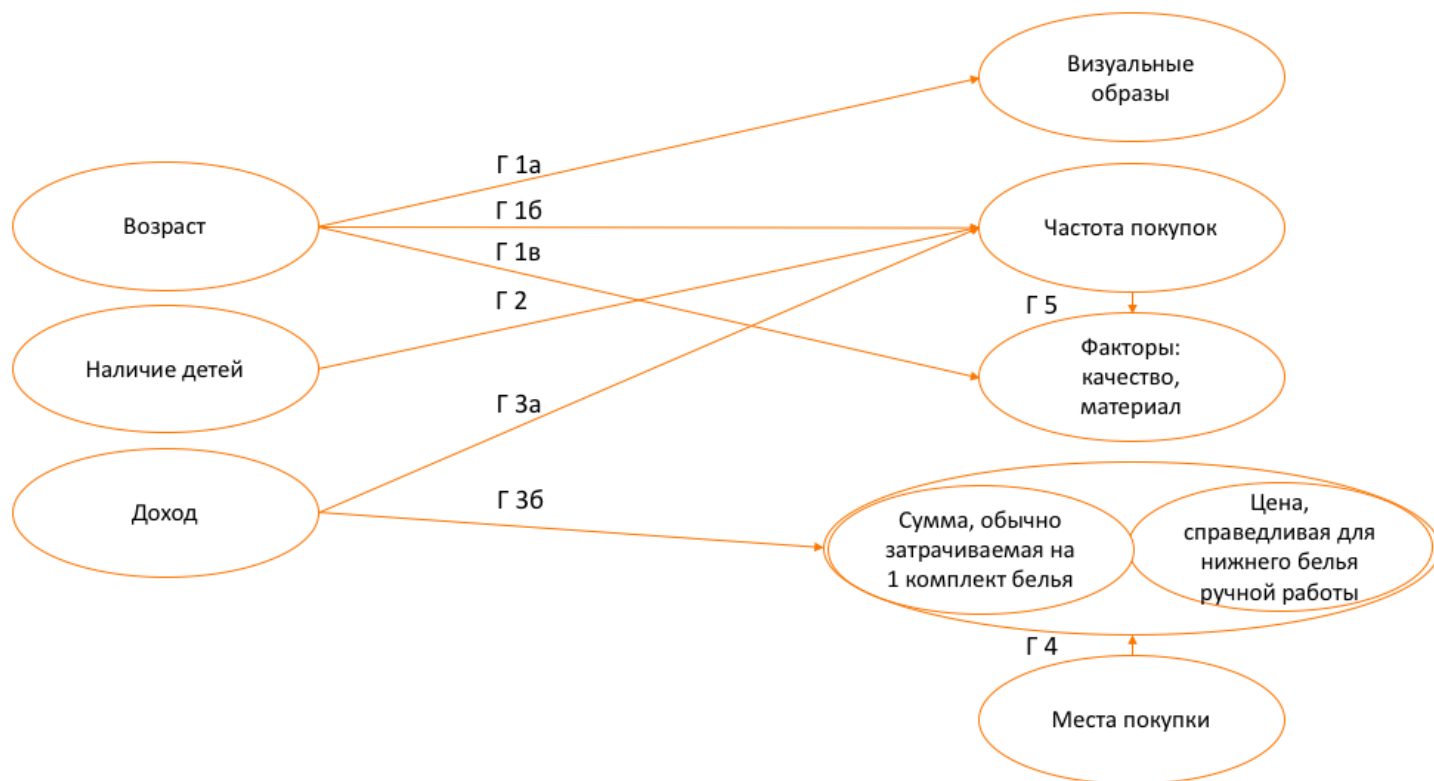 Визуальные
образы
Г 1а
Возраст
Г 1б
Частота покупок
Г 1в
Г 2
Г 5
Наличие детей
Факторы:
качество,
материал
Г 3а
Доход
Г 3б
Сумма, обычно
затрачиваемая на
1 комплект белья
Цена,
справедливая для
нижнего белья
ручной работы
Г 4
Места покупки